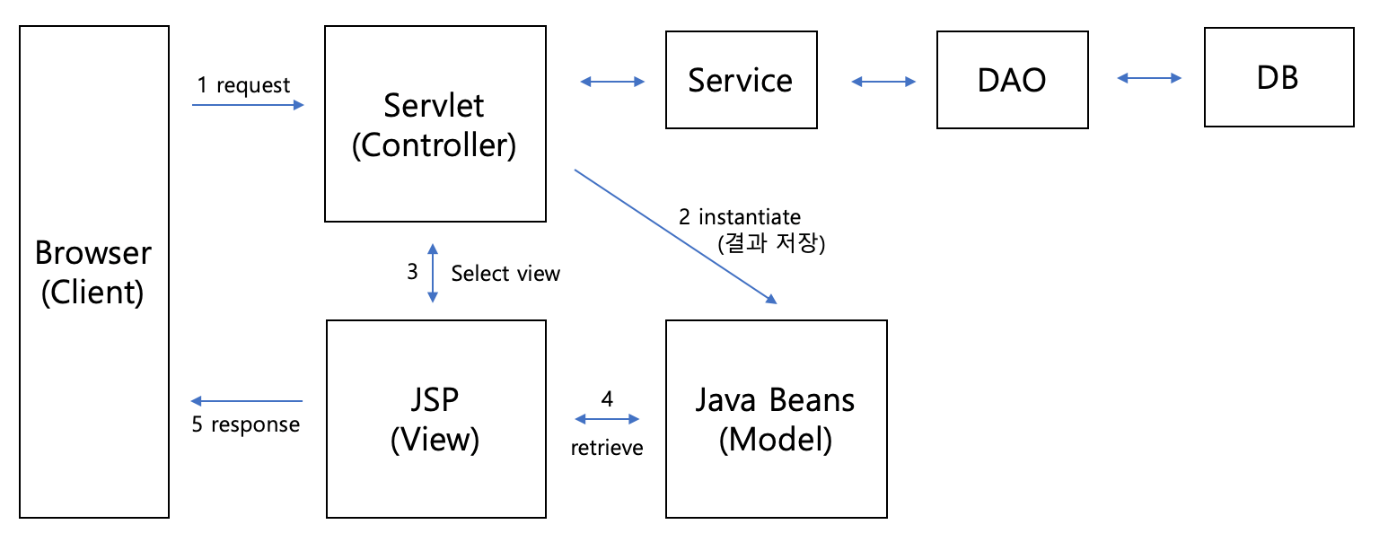 1 request
Servlet
(Controller)
Service
DAO
DB
2 instantiate
(결과 저장)
Browser
(Client)
3
Select view
JSP
(View)
4
retrieve
Java Beans
(Model)
5 response